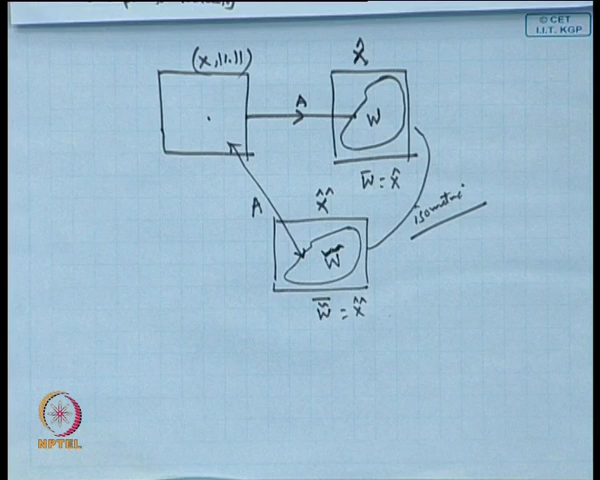 © CET
I.I.T. KGP
(X, ||.||)
X̂
A
W
W̄ = X̂
A
X̂̂
isometric
W̃
W̃̄ = X̂̂
NPTEL